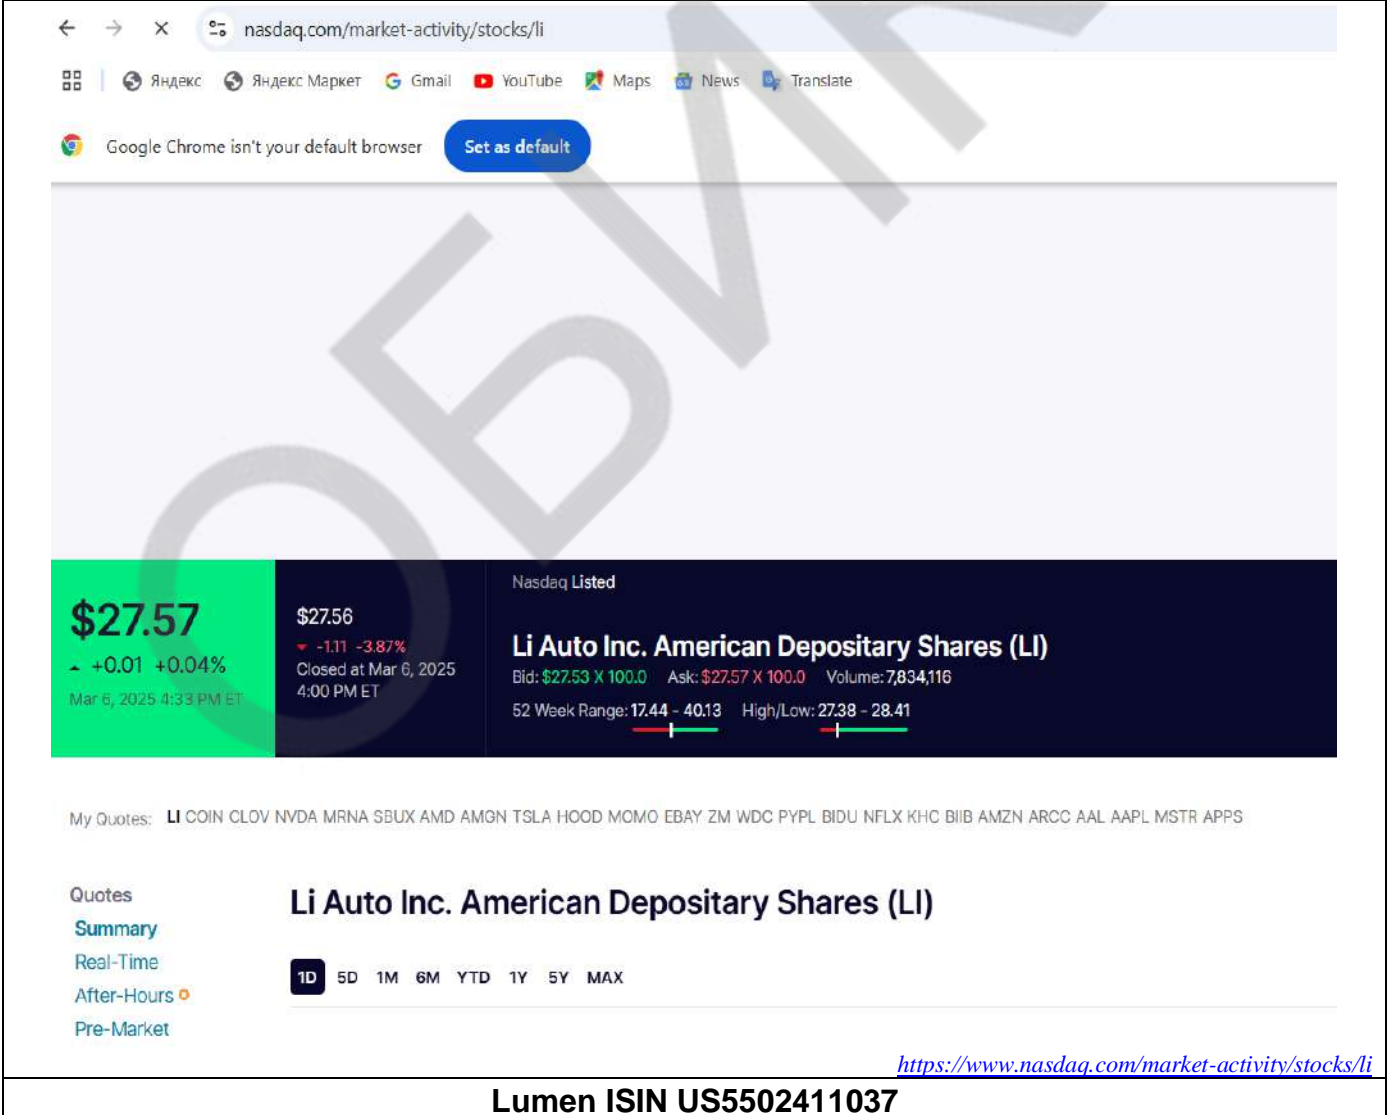 nasdaq.com/market-activity/stocks/li
Яндекс Яндекс Маркет Gmail YouTube Maps News Translate
Google Chrome isn't your default browser Set as default
ОБИ
Nasdaq Listed
$27.57
+0.01 +0.04%
Mar 6, 2025 4:33 PM ET
$27.56
-1.11 -3.87%
Closed at Mar 6, 2025
4:00 PM ET
Li Auto Inc. American Depositary Shares (LI)
Bid: $27.53 X 100.0 Ask: $27.57 X 100.0 Volume: 7,834,116
52 Week Range: 17.44 - 40.13 High/Low: 27.38 - 28.41
My Quotes: LI COIN CLOV NVDA MRNA SBUX AMD AMGN TSLA HOOD MOMO EBAY ZM WDC PYPL BIDU NFLX KHC BIIB AMZN ARCC AAL AAPL MSTR APPS
Quotes
Summary
Real-Time
After-Hours
Pre-Market
Li Auto Inc. American Depositary Shares (LI)
1D 5D 1M 6M YTD 1Y 5Y MAX
https://www.nasdaq.com/market-activity/stocks/li
Lumen ISIN US5502411037